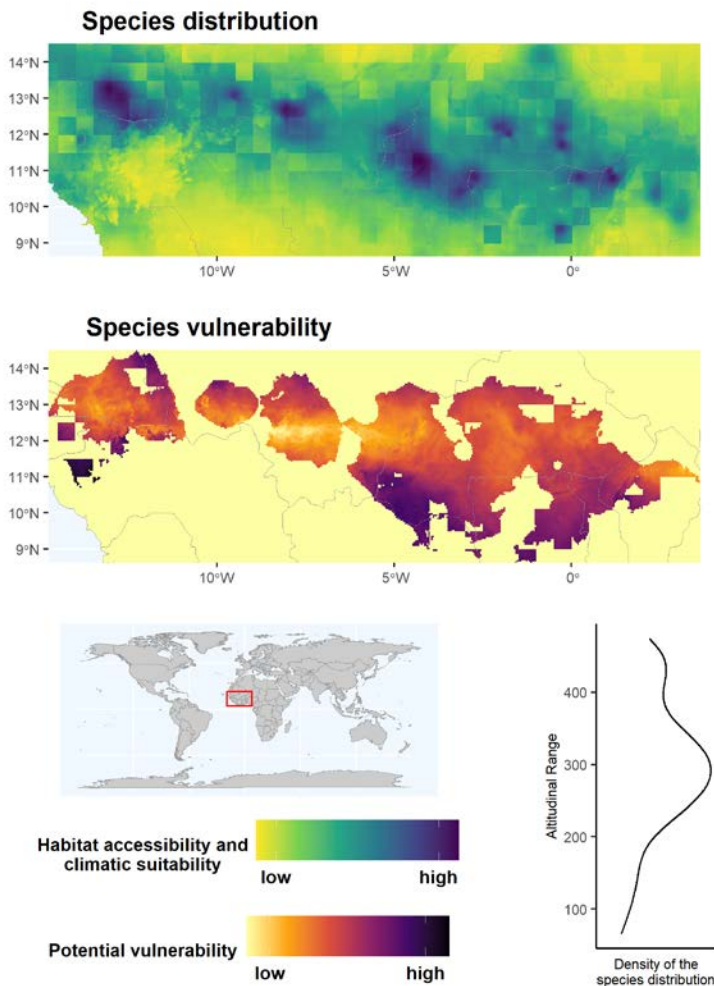 Species distribution
14°N
13°N
12°N
11°N
10°N
9°N
10°W
5°W
0°
Species vulnerability
14°N
13°N
12°N
11°N
10°N
9°N
10°W
5°W
0°
Habitat accessibility and
climatic suitability
low
high
Potential vulnerability
low
high
Altitudinal Range
400
300
200
100
Density of the
species distribution